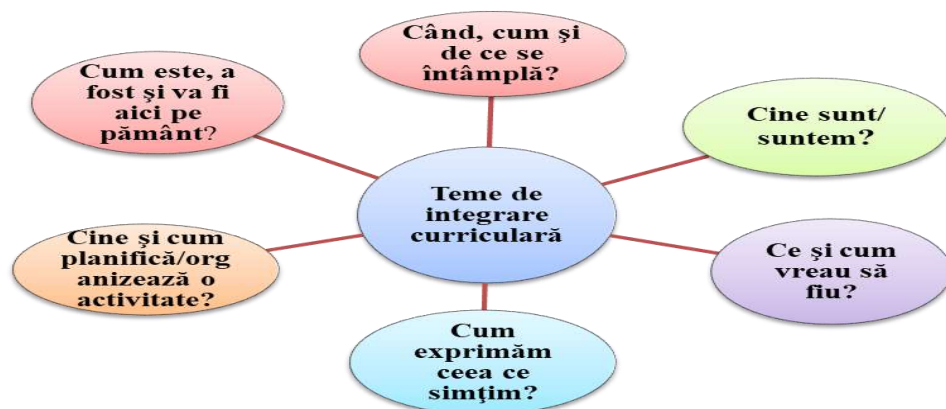 Când, cum şi
de ce se
întâmplă?
Cum este, a
fost şi va fi
aici pe
pământ?
Cine sunt/
suntem?
Teme de
integrare
curriculară
Cine şi cum
planifică/org
anizează o
activitate?
Ce şi cum
vreau să
fiu?
Cum
exprimăm
ceea ce
simţim?